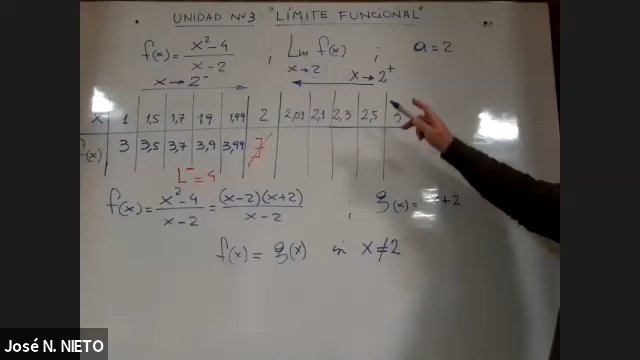 UNIDAD Nº3: "LÍMITE FUNCIONAL"
f(x) = x²-4 / x-2 ; Lim f(x) x→2 ; a = 2
x→2⁻ x→2⁺
x 1 1,5 1,7 1,9 1,99 2 2,01 2,1 2,3 2,5 3
f(x) 3 3,5 3,7 3,9 3,99 ∄
L⁻ = 4
f(x) = x²-4 / x-2 = (x-2)(x+2) / x-2 ; g(x) = x+2
f(x) = g(x) si x≠2
José N. NIETO